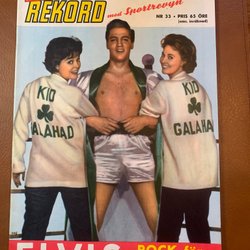 REKORD
med Sportrevyn
NR 33 • PRIS 65 ÖRE
KID
GALAHAD
KID
GALAHAD
ELVIS
ROCK